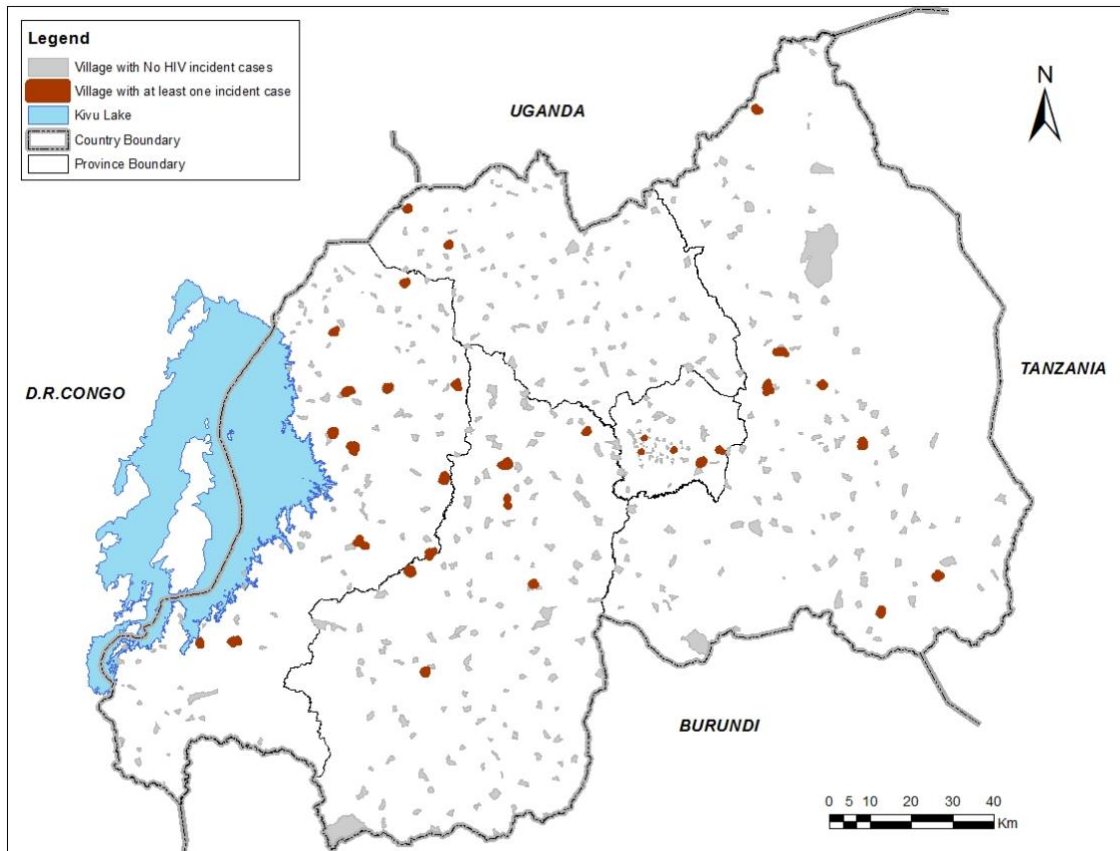 Legend
Village with No HIV incident cases
Village with at least one incident case
Kivu Lake
Country Boundary
Province Boundary
UGANDA
N
TANZANIA
D.R.CONGO
BURUNDI
0 5 10 20 30 40
Km